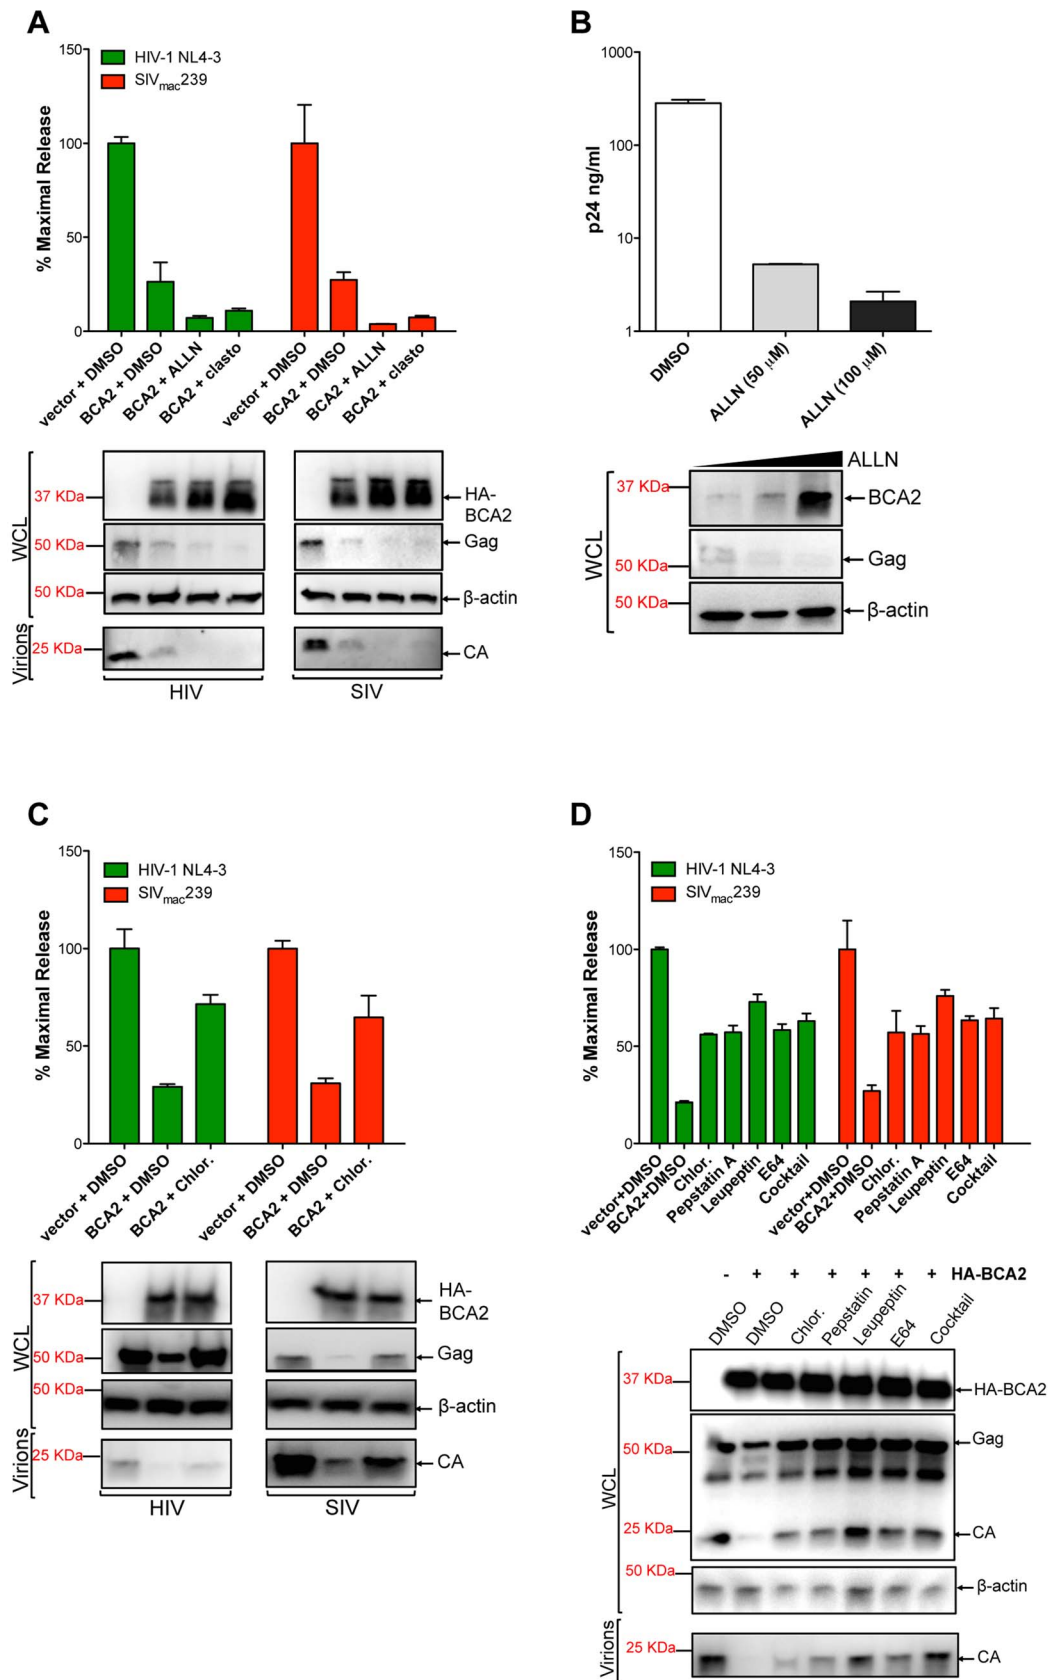 A
150
HIV-1 NL4-3
SIVmac239
100
50
0
% Maximal Release
vector + DMSO
BCA2 + DMSO
BCA2 + ALLN
BCA2 + clasto
vector + DMSO
BCA2 + DMSO
BCA2 + ALLN
BCA2 + clasto
WCL
37 KDa
HA-
BCA2
50 KDa
Gag
50 KDa
β-actin
Virions
25 KDa
CA
HIV
SIV
B
1000
100
10
1
p24 ng/ml
DMSO
ALLN (50 μM)
ALLN (100 μM)
ALLN
WCL
37 KDa
BCA2
50 KDa
Gag
50 KDa
β-actin
C
150
HIV-1 NL4-3
SIVmac239
100
50
0
% Maximal Release
vector + DMSO
BCA2 + DMSO
BCA2 + Chlor.
vector + DMSO
BCA2 + DMSO
BCA2 + Chlor.
WCL
37 KDa
HA-
BCA2
50 KDa
Gag
50 KDa
β-actin
Virions
25 KDa
CA
HIV
SIV
D
150
HIV-1 NL4-3
SIVmac239
100
50
0
% Maximal Release
vector+DMSO
BCA2+DMSO
Chlor.
Pepstatin A
Leupeptin
E64
Cocktail
vector+DMSO
BCA2+DMSO
Chlor.
Pepstatin A
Leupeptin
E64
Cocktail
- + + + + + + HA-BCA2
DMSO
DMSO
Chlor.
Pepstatin
Leupeptin
E64
Cocktail
WCL
37 KDa
HA-BCA2
Gag
50 KDa
25 KDa
CA
50 KDa
β-actin
Virions
25 KDa
CA